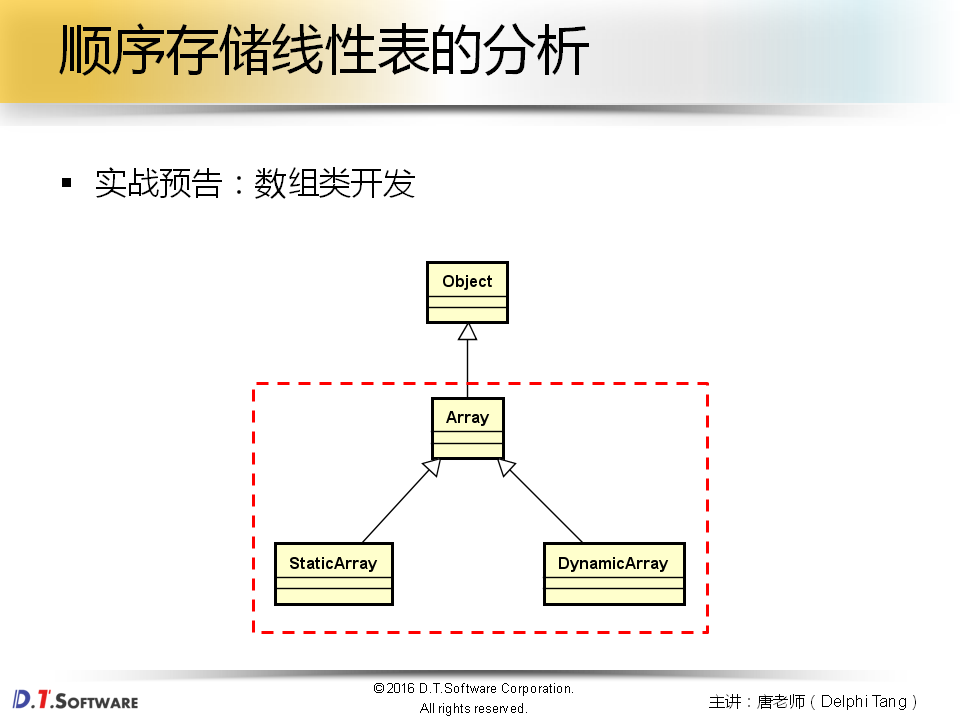 顺序存储线性表的分析
▪ 实战预告：数组类开发
Object
Array
StaticArray
DynamicArray
D.T.SOFTWARE
©2016 D.T.Software Corporation.
All rights reserved.
主讲：唐老师（Delphi Tang）